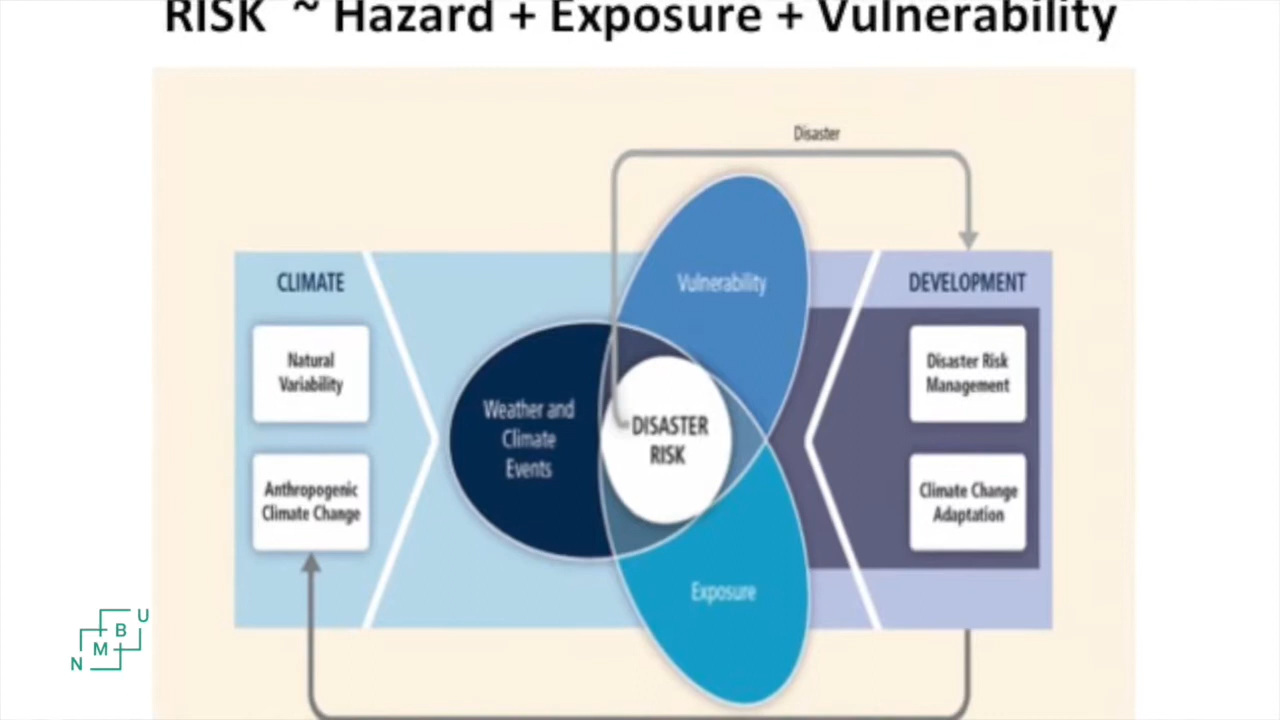 RISK ~ Hazard + Exposure + Vulnerability
Disaster
CLIMATE
Natural
Variability
Anthropogenic
Climate Change
Weather and
Climate
Events
Vulnerability
DISASTER
RISK
Exposure
DEVELOPMENT
Disaster Risk
Management
Climate Change
Adaptation
N M B U